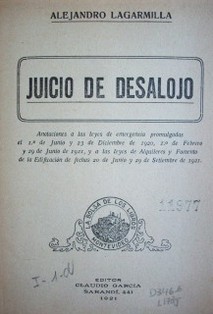 ALEJANDRO LAGARMILLA
JUICIO DE DESALOJO
Anotaciones a las leyes de emergencia promulgadas
el 2.º de Junio y 23 de Diciembre de 1920, 2.º de Febrero
y 29 de Junio de 1921, y a las leyes de Alquileres y Fomento
de la Edificación de fechas 20 de Junio y 29 de Setiembre de 1921.
LA BOLSA DE LOS LIBROS
MONTEVIDEO
11977
EDITOR
CLAUDIO GARCÍA
SARANDÍ, 441
1921